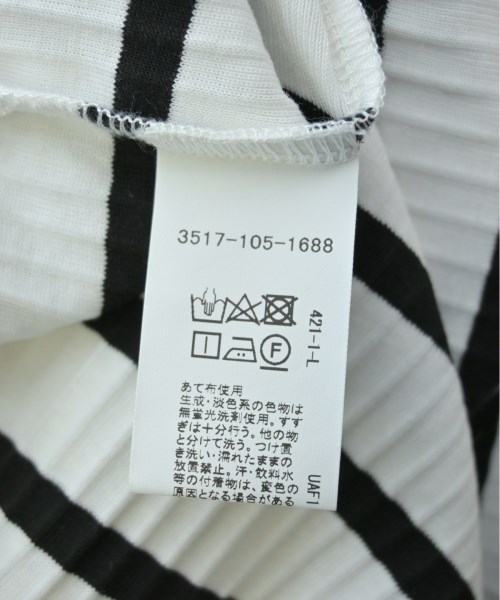 3517-105-1688
421-1-L
F
あて布使用
生成・淡色系の色物は
無蛍光洗剤使用。すす
ぎは十分行う。他の物
と分けて洗う。つけ置
き洗い・濡れたままの
放置禁止。汗・飲料水
等の付着物は、変色の
原因となる場合がある
UAF1